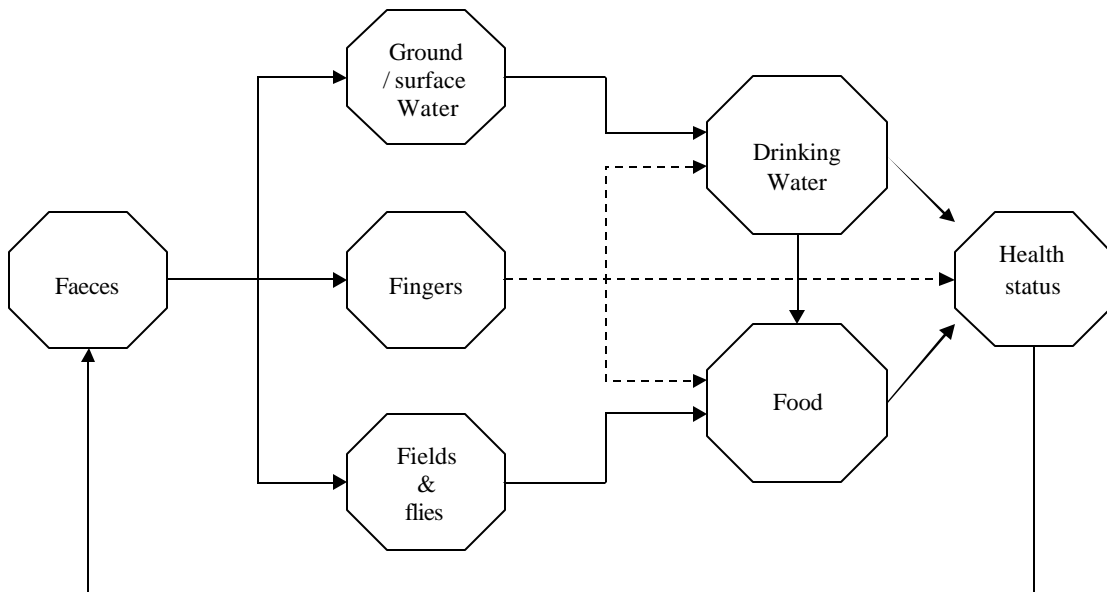 Ground
/ surface
Water
Drinking
Water
Faeces
Fingers
Health
status
Food
Fields
&
flies